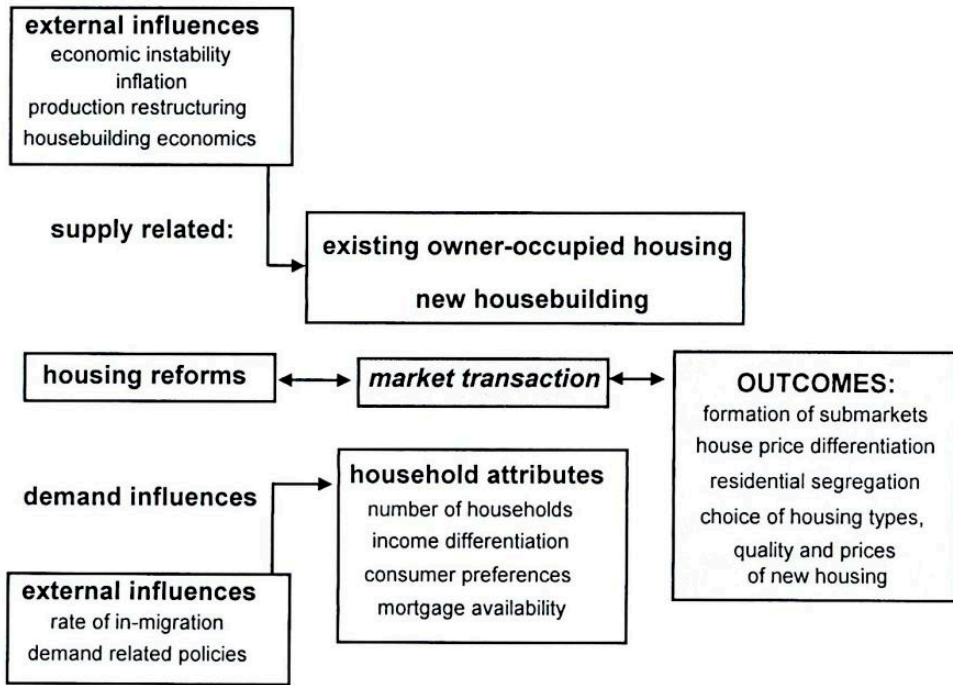 external influences
economic instability
inflation
production restructuring
housebuilding economics
supply related:
existing owner-occupied housing
new housebuilding
housing reforms
market transaction
OUTCOMES:
formation of submarkets
house price differentiation
residential segregation
choice of housing types,
quality and prices
of new housing
demand influences
household attributes
number of households
income differentiation
consumer preferences
mortgage availability
external influences
rate of in-migration
demand related policies